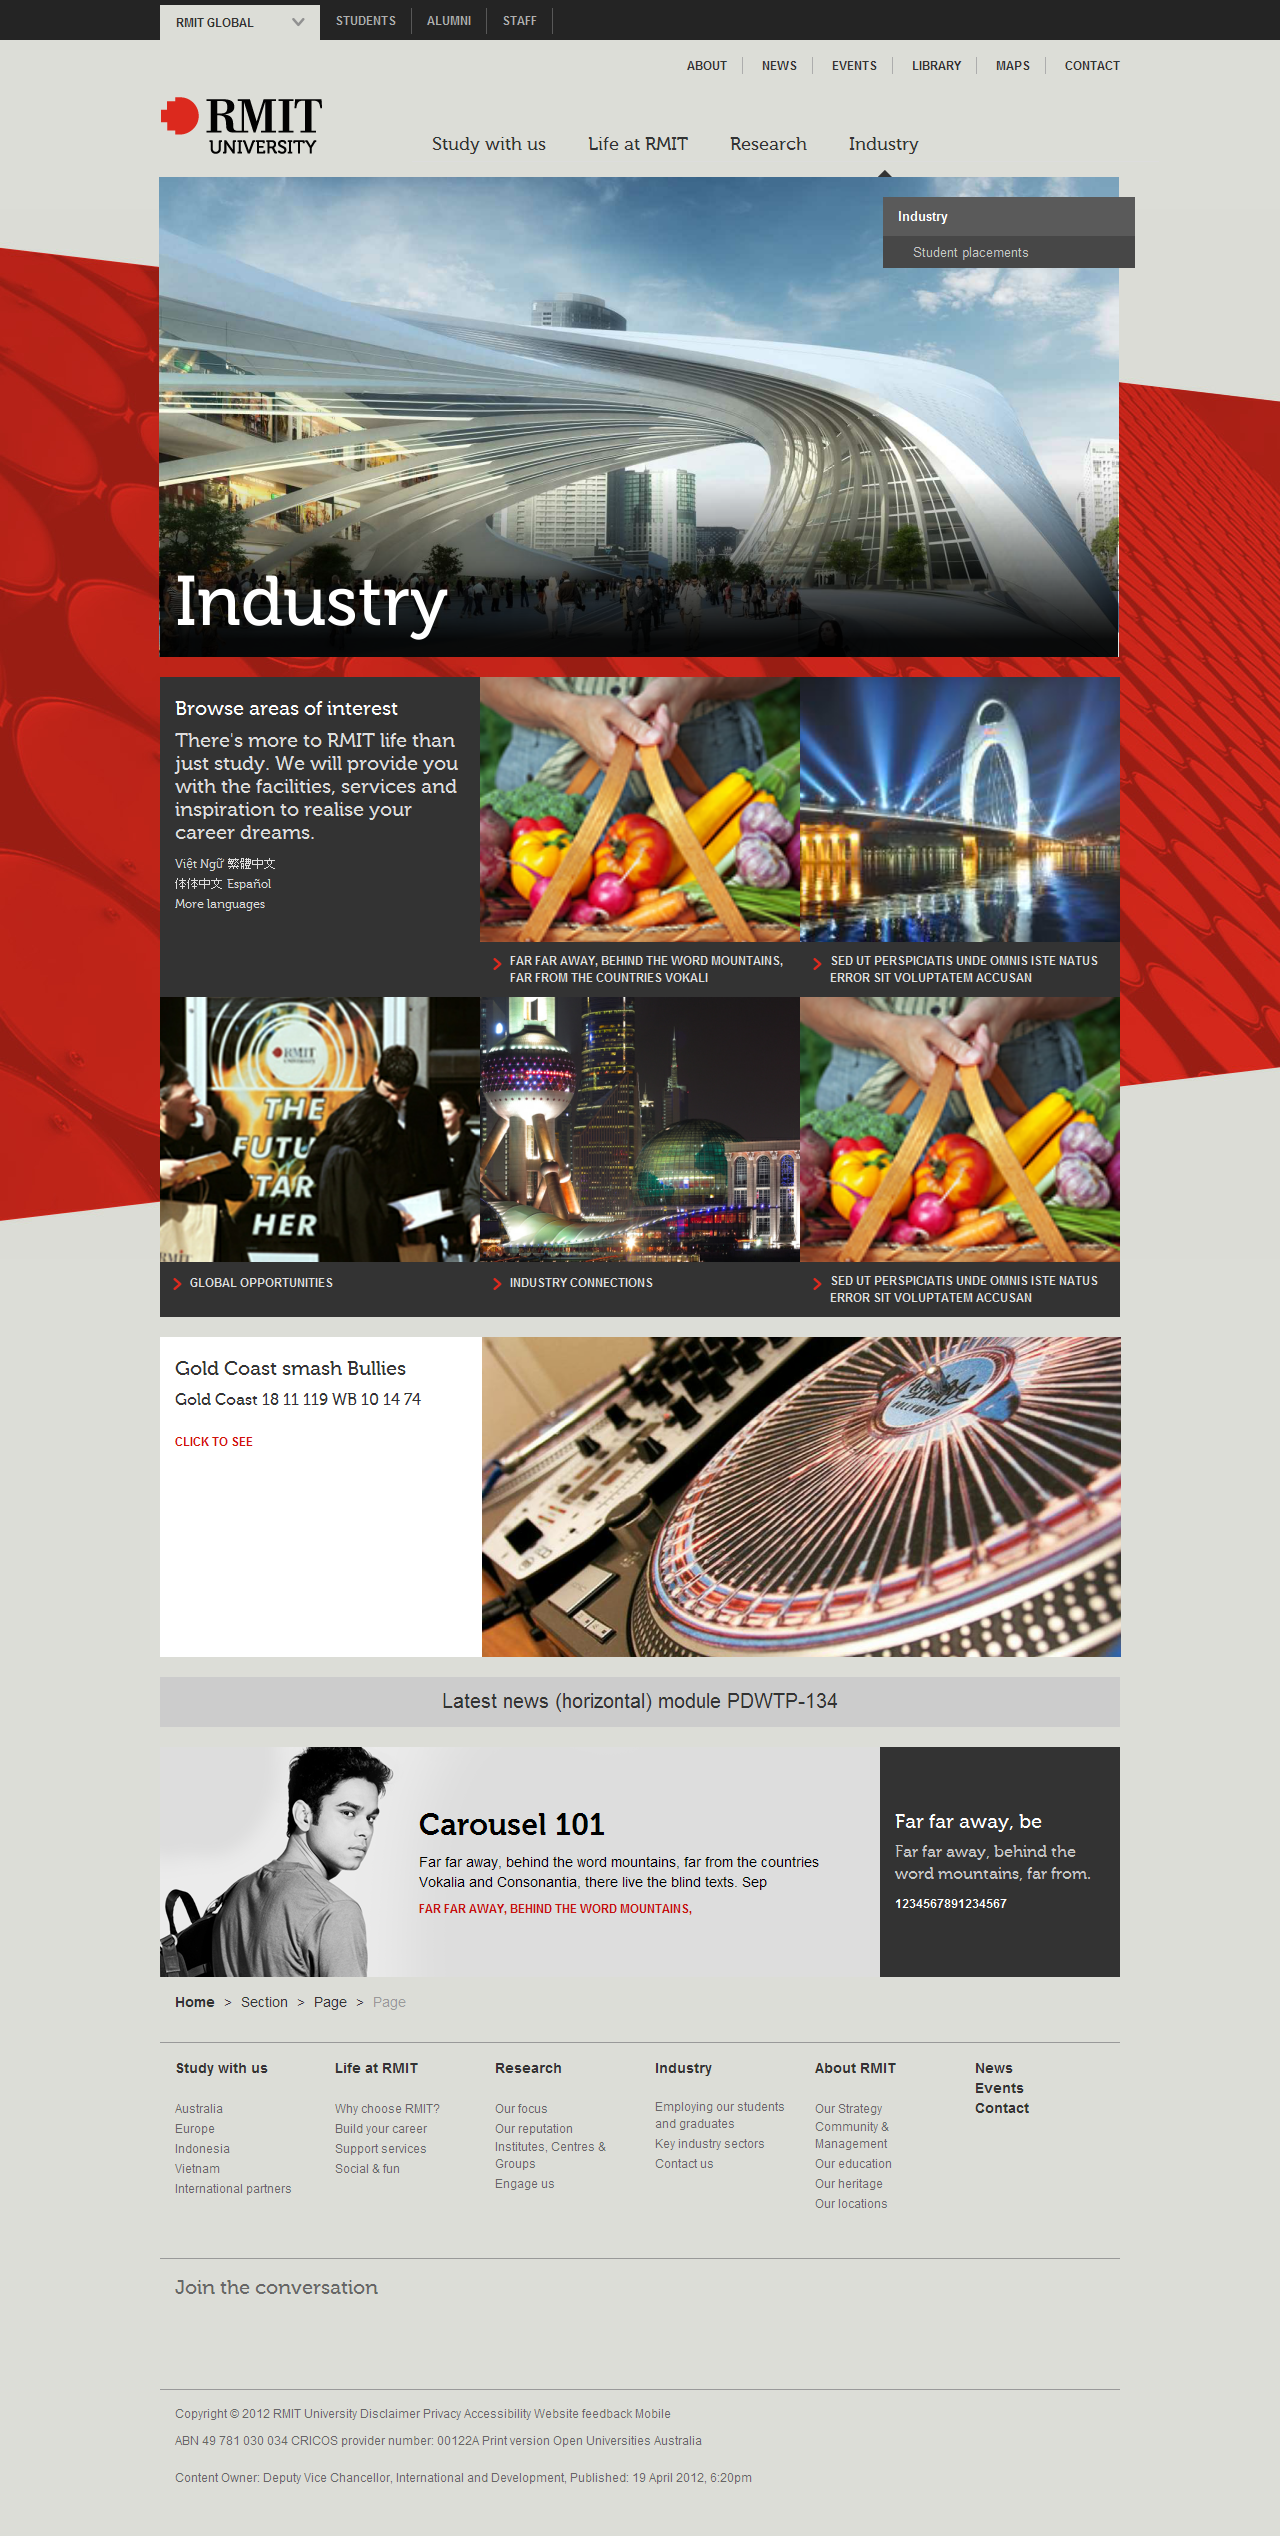 RMIT GLOBAL
STUDENTS
ALUMNI
STAFF
ABOUT
NEWS
EVENTS
LIBRARY
MAPS
CONTACT
RMIT
UNIVERSITY
Study with us
Life at RMIT
Research
Industry
Industry
Student placements
Industry
Browse areas of interest
There's more to RMIT life than
just study. We will provide you
with the facilities, services and
inspiration to realise your
career dreams.
Việt Ngữ 繁體中文
体体中文 Español
More languages
FAR FAR AWAY, BEHIND THE WORD MOUNTAINS,
FAR FROM THE COUNTRIES VOKALI
SED UT PERSPICIATIS UNDE OMNIS ISTE NATUS
ERROR SIT VOLUPTATEM ACCUSAN
RMIT
UNIVERSITY
THE
FUTU
TAR
HER
RMIT
GLOBAL OPPORTUNITIES
INDUSTRY CONNECTIONS
SED UT PERSPICIATIS UNDE OMNIS ISTE NATUS
ERROR SIT VOLUPTATEM ACCUSAN
Gold Coast smash Bullies
Gold Coast 18 11 119 WB 10 14 74
CLICK TO SEE
BOLLYWOOD
Latest news (horizontal) module PDWTP-134
Carousel 101
Far far away, behind the word mountains, far from the countries
Vokalia and Consonantia, there live the blind texts. Sep
FAR FAR AWAY, BEHIND THE WORD MOUNTAINS,
Far far away, be
Far far away, behind the
word mountains, far from.
1234567891234567
Home > Section > Page > Page
Study with us
Australia
Europe
Indonesia
Vietnam
International partners
Life at RMIT
Why choose RMIT?
Build your career
Support services
Social & fun
Research
Our focus
Our reputation
Institutes, Centres &
Groups
Engage us
Industry
Employing our students
and graduates
Key industry sectors
Contact us
About RMIT
Our Strategy
Community &
Management
Our education
Our heritage
Our locations
News
Events
Contact
Join the conversation
Copyright © 2012 RMIT University Disclaimer Privacy Accessibility Website feedback Mobile
ABN 49 781 030 034 CRICOS provider number: 00122A Print version Open Universities Australia
Content Owner: Deputy Vice Chancellor, International and Development, Published: 19 April 2012, 6:20pm